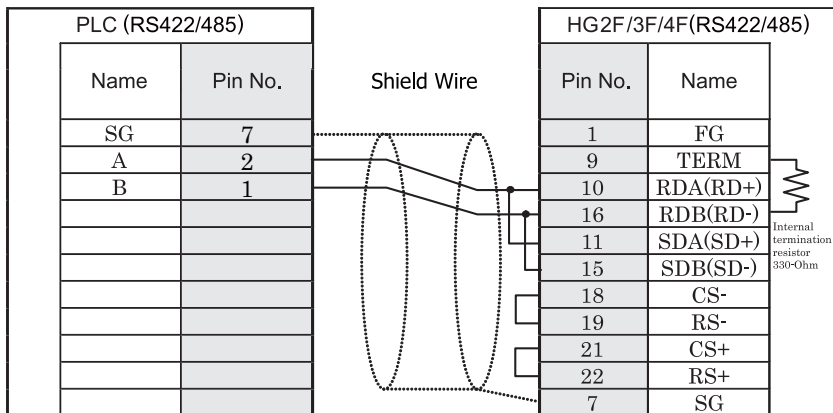 PLC (RS422/485)
HG2F/3F/4F(RS422/485)
Name Pin No. Shield Wire Pin No. Name
SG 7 1 FG
A 2 9 TERM
B 1 10 RDA(RD+)
16 RDB(RD-)
11 SDA(SD+)
15 SDB(SD-)
18 CS-
19 RS-
21 CS+
22 RS+
7 SG
Internal
termination
resistor
330-Ohm